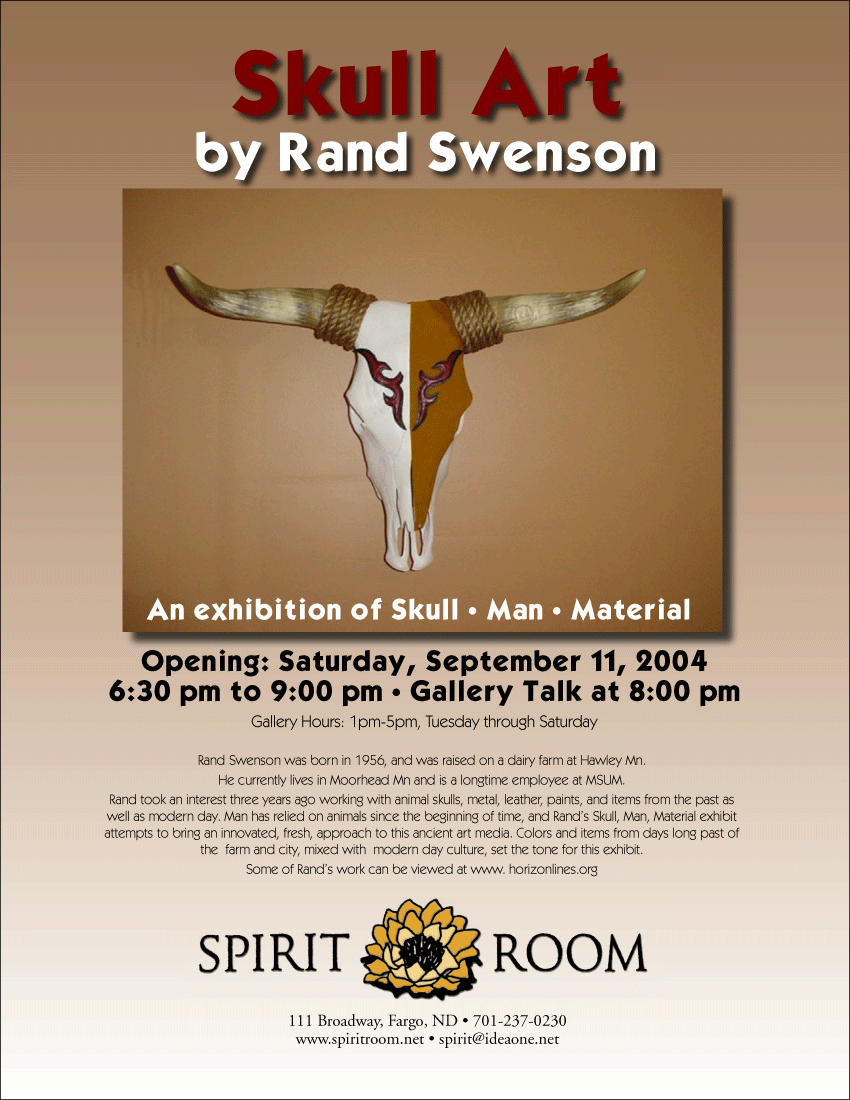 Skull Art
by Rand Swenson
An exhibition of Skull • Man • Material
Opening: Saturday, September 11, 2004
6:30 pm to 9:00 pm • Gallery Talk at 8:00 pm
Gallery Hours: 1pm-5pm, Tuesday through Saturday
Rand Swenson was born in 1956, and was raised on a dairy farm at Hawley Mn.
He currently lives in Moorhead Mn and is a longtime employee at MSUM.
Rand took an interest three years ago working with animal skulls, metal, leather, paints, and items from the past as
well as modern day. Man has relied on animals since the beginning of time, and Rand's Skull, Man, Material exhibit
attempts to bring an innovated, fresh, approach to this ancient art media. Colors and items from days long past of
the farm and city, mixed with modern day culture, set the tone for this exhibit.
Some of Rand's work can be viewed at www. horizonlines.org
SPIRIT ROOM
111 Broadway, Fargo, ND • 701-237-0230
www.spiritroom.net • spirit@ideaone.net